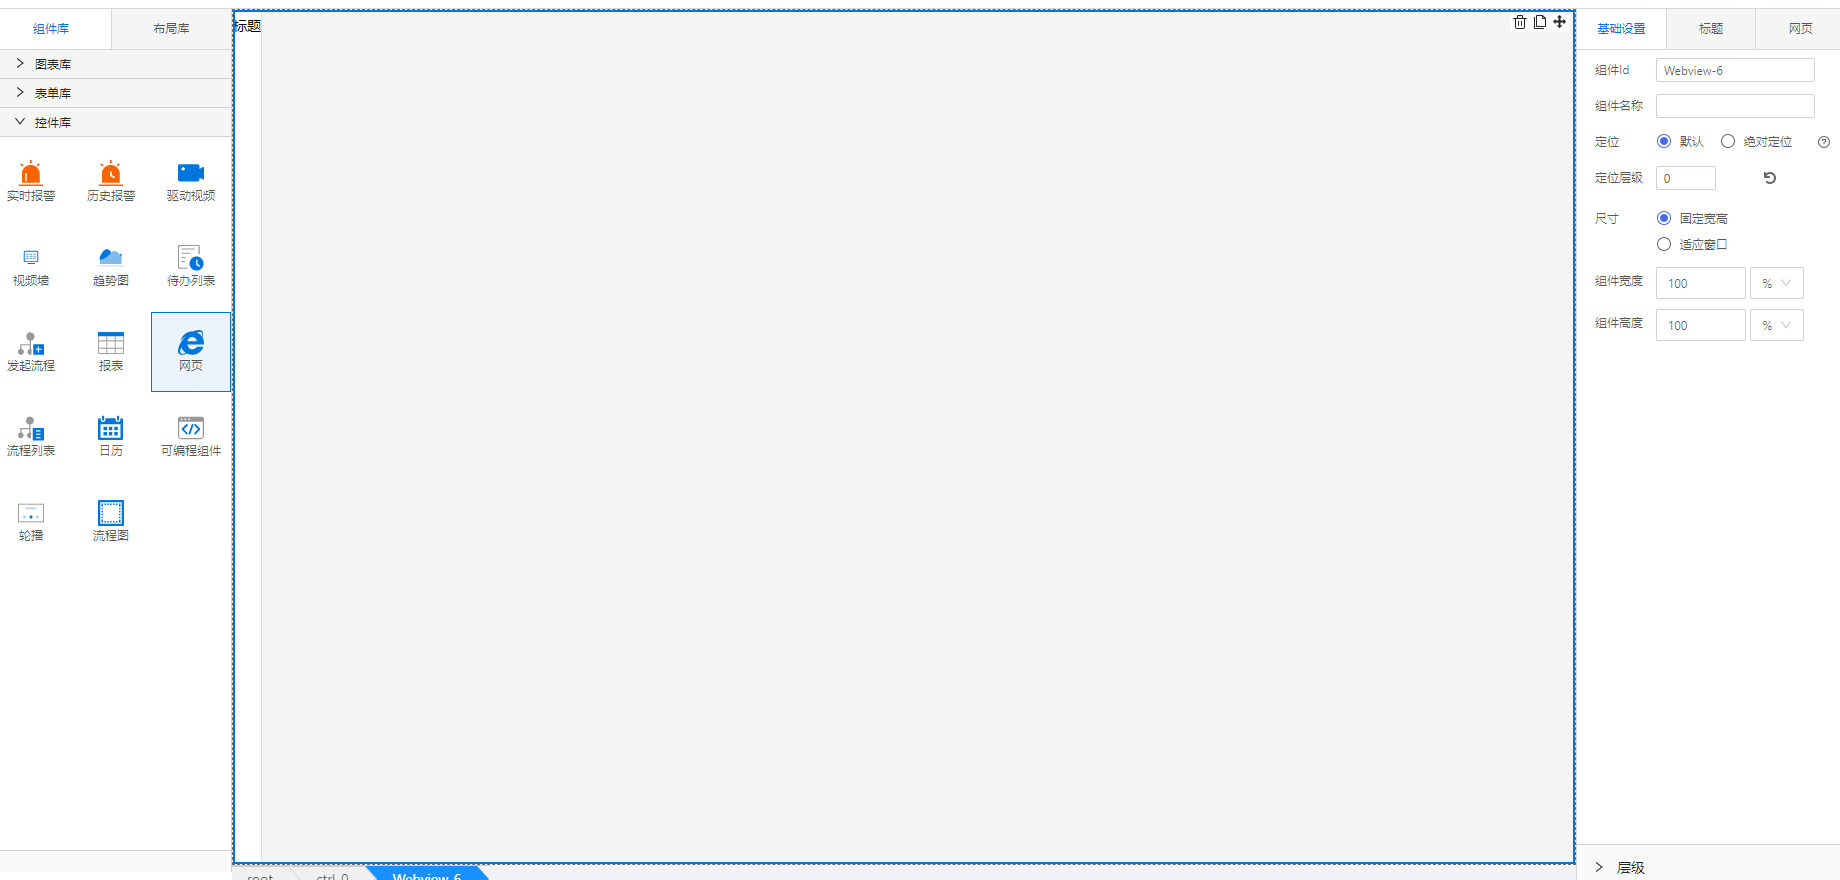 组件库
布局库
图表库
表单库
控件库
实时报警
历史报警
驱动视频
视频墙
趋势图
待办列表
发起流程
报表
网页
流程列表
日历
可编程组件
轮播
流程图
标题
root
ctrl_0
Webview-6
基础设置
标题
网页
组件Id
Webview-6
组件名称
定位
默认
绝对定位
定位层级
0
尺寸
固定宽高
适应窗口
组件宽度
100
%
组件高度
100
%
层级